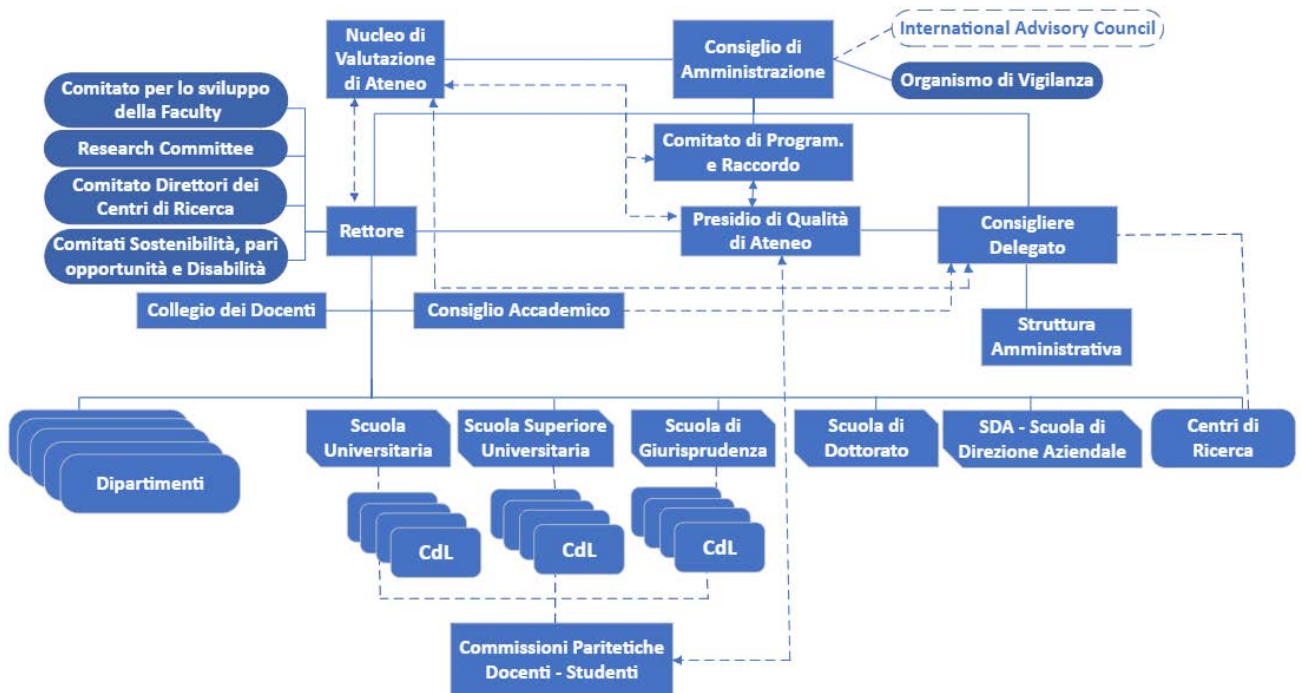 Nucleo di
Valutazione
di Ateneo
Consiglio di
Amministrazione
International Advisory Council
Organismo di Vigilanza
Comitato per lo sviluppo
della Faculty
Research Committee
Comitato Direttori dei
Centri di Ricerca
Comitati Sostenibilità, pari
opportunità e Disabilità
Comitato di Program.
e Raccordo
Rettore
Presidio di Qualità
di Ateneo
Consigliere
Delegato
Collegio dei Docenti
Consiglio Accademico
Struttura
Amministrativa
Dipartimenti
Scuola
Universitaria
Scuola Superiore
Universitaria
Scuola di
Giurisprudenza
Scuola di
Dottorato
SDA - Scuola di
Direzione Aziendale
Centri di
Ricerca
CdL
CdL
CdL
Commissioni Paritetiche
Docenti - Studenti